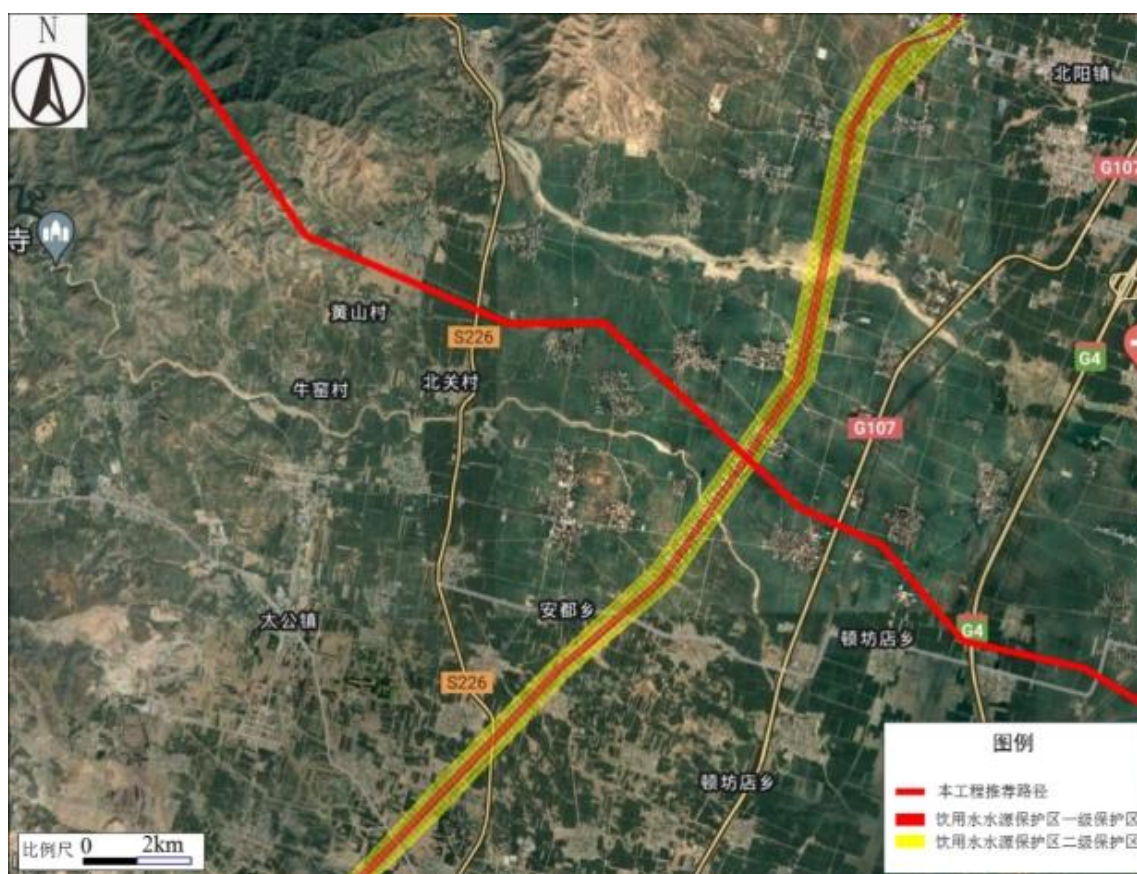 N
北阳镇
G107
寺
G4
黄山村
S226
北关村
牛窑村
G107
安都乡
太公镇
G4
顿坊店乡
S226
顿坊店乡
图例
本工程推荐路径
饮用水水源保护区一级保护区
饮用水水源保护区二级保护区
比例尺 0 2km